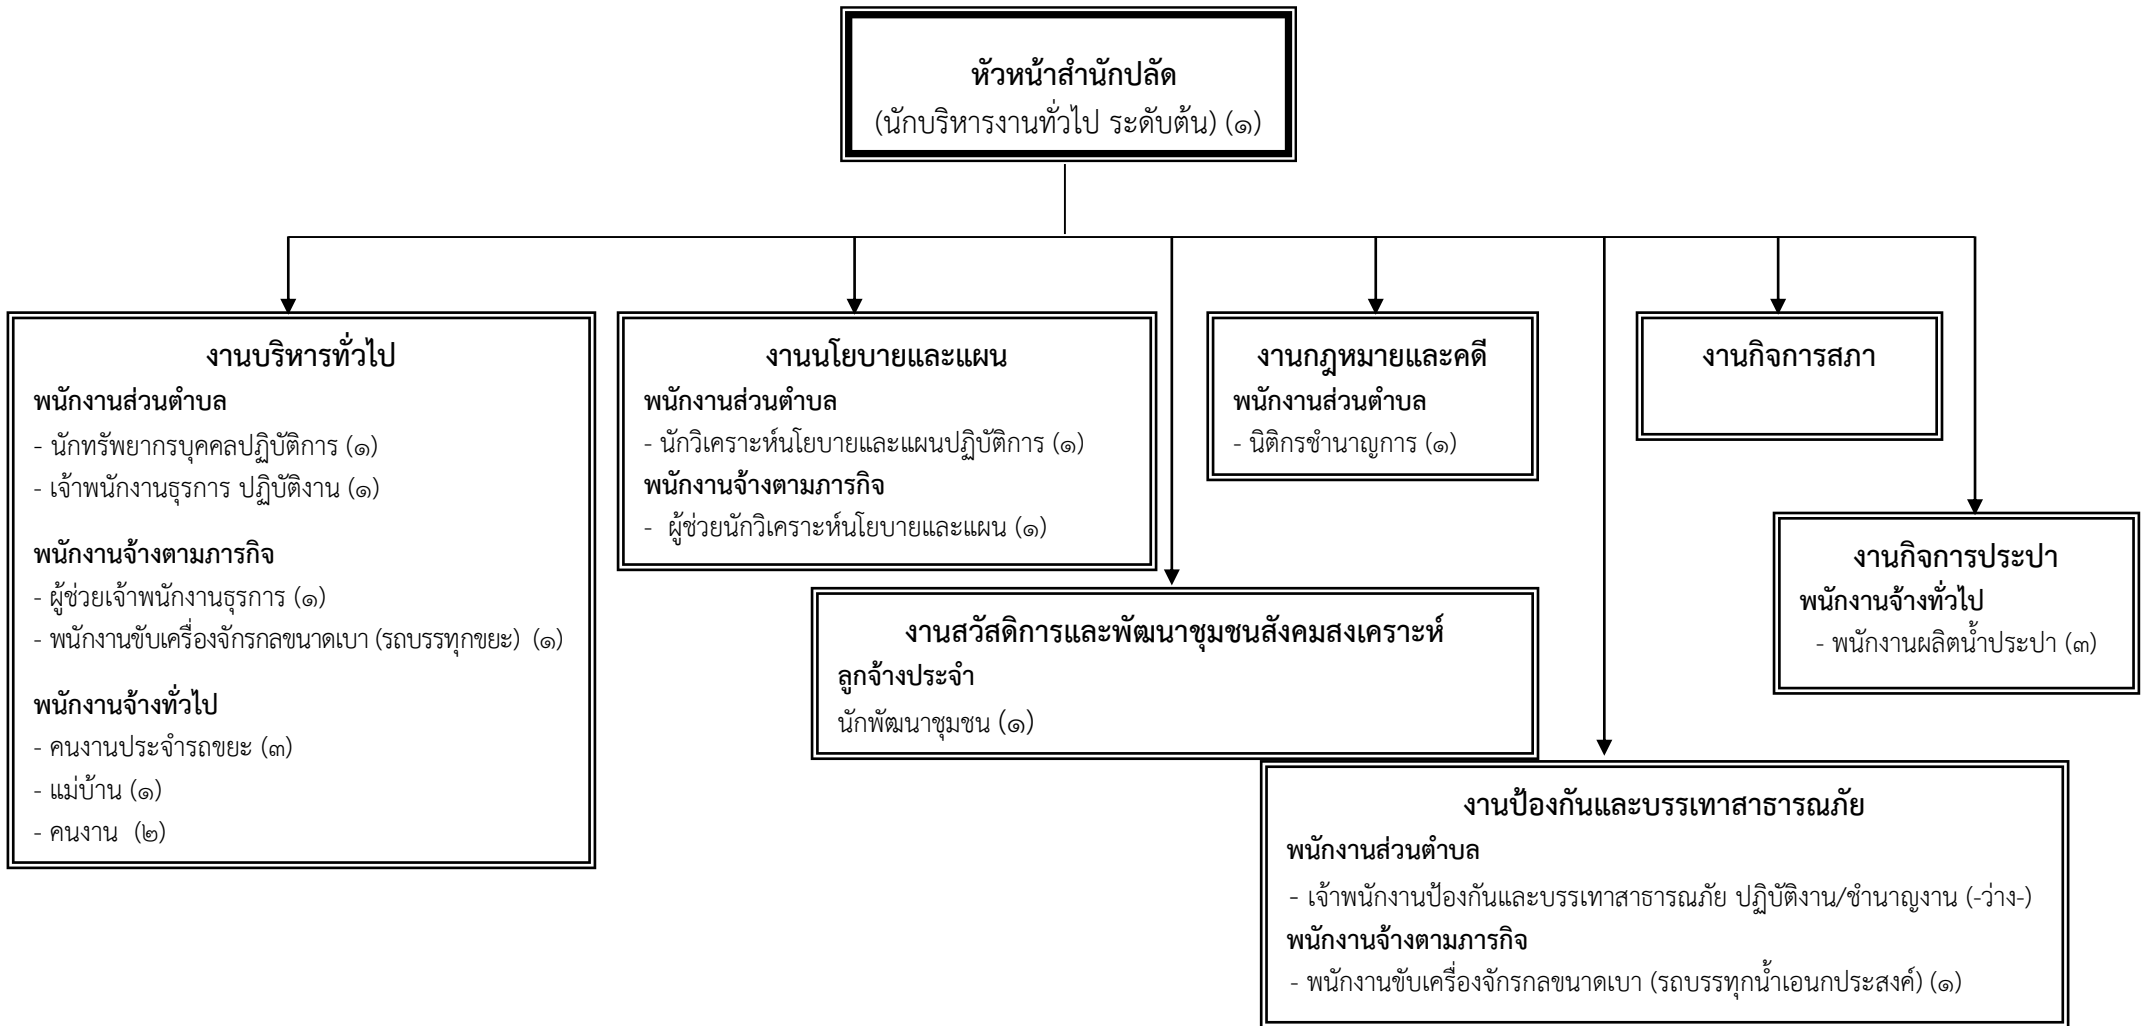 หัวหน้าสำนักปลัด
(นักบริหารงานทั่วไป ระดับต้น) (๑)
งานบริหารทั่วไป
พนักงานส่วนตำบล
- นักทรัพยากรบุคคลปฏิบัติการ (๑)
- เจ้าพนักงานธุรการ ปฏิบัติงาน (๑)
พนักงานจ้างตามภารกิจ
- ผู้ช่วยเจ้าพนักงานธุรการ (๑)
- พนักงานขับเครื่องจักรกลขนาดเบา (รถบรรทุกขยะ) (๑)
พนักงานจ้างทั่วไป
- คนงานประจำรถขยะ (๓)
- แม่บ้าน (๑)
- คนงาน (๒)
งานนโยบายและแผน
พนักงานส่วนตำบล
- นักวิเคราะห์นโยบายและแผนปฏิบัติการ (๑)
พนักงานจ้างตามภารกิจ
- ผู้ช่วยนักวิเคราะห์นโยบายและแผน (๑)
งานกฎหมายและคดี
พนักงานส่วนตำบล
- นิติกรชำนาญการ (๑)
งานกิจการสภา
งานกิจการประปา
พนักงานจ้างทั่วไป
- พนักงานผลิตน้ำประปา (๓)
งานสวัสดิการและพัฒนาชุมชนสังคมสงเคราะห์
ลูกจ้างประจำ
นักพัฒนาชุมชน (๑)
งานป้องกันและบรรเทาสาธารณภัย
พนักงานส่วนตำบล
- เจ้าพนักงานป้องกันและบรรเทาสาธารณภัย ปฏิบัติงาน/ชำนาญงาน (-ว่าง-)
พนักงานจ้างตามภารกิจ
- พนักงานขับเครื่องจักรกลขนาดเบา (รถบรรทุกน้ำเอนกประสงค์) (๑)